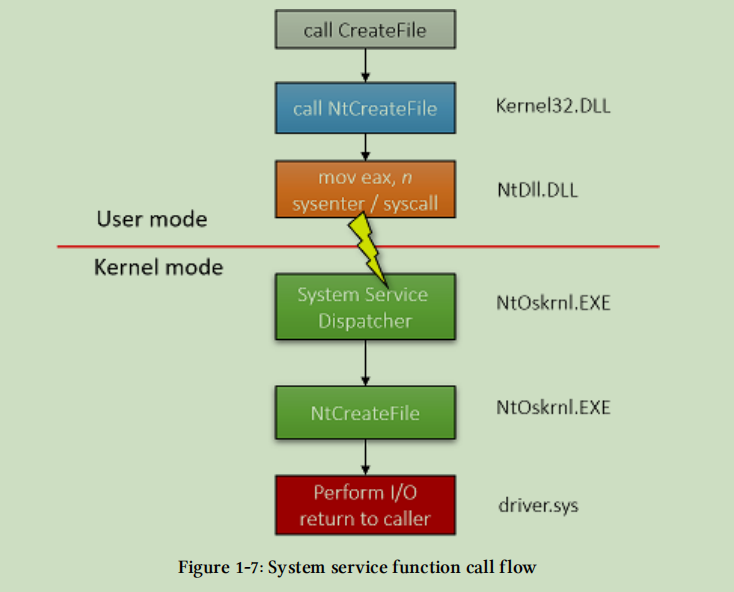 call CreateFile
call NtCreateFile
Kernel32.DLL
mov eax, n
sysenter / syscall
NtDll.DLL
User mode
Kernel mode
System Service
Dispatcher
NtOskrnl.EXE
NtCreateFile
NtOskrnl.EXE
Perform I/O
return to caller
driver.sys
Figure 1-7: System service function call flow